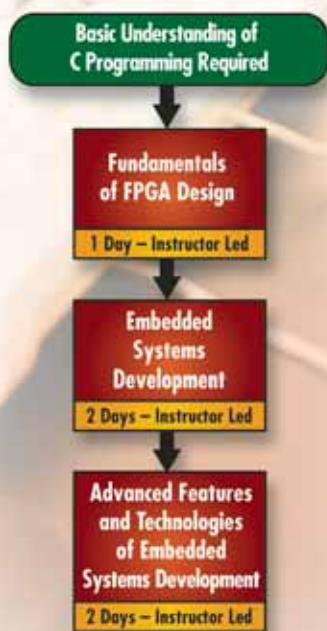 Basic Understanding of
C Programming Required
Fundamentals
of FPGA Design
1 Day – Instructor Led
Embedded
Systems
Development
2 Days – Instructor Led
Advanced Features
and Technologies
of Embedded
Systems Development
2 Days – Instructor Led